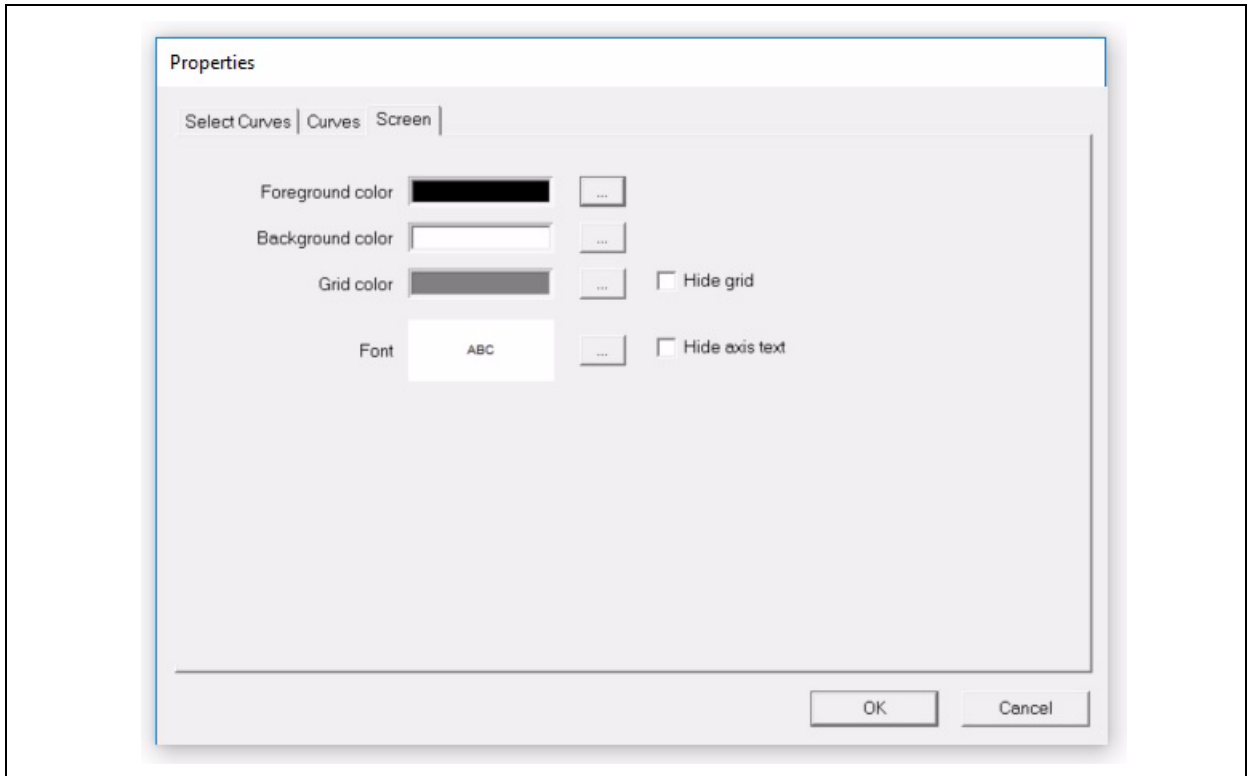 Properties
Select Curves Curves Screen
Foreground color ...
Background color ...
Grid color ... Hide grid
Font ABC ... Hide axis text
OK Cancel